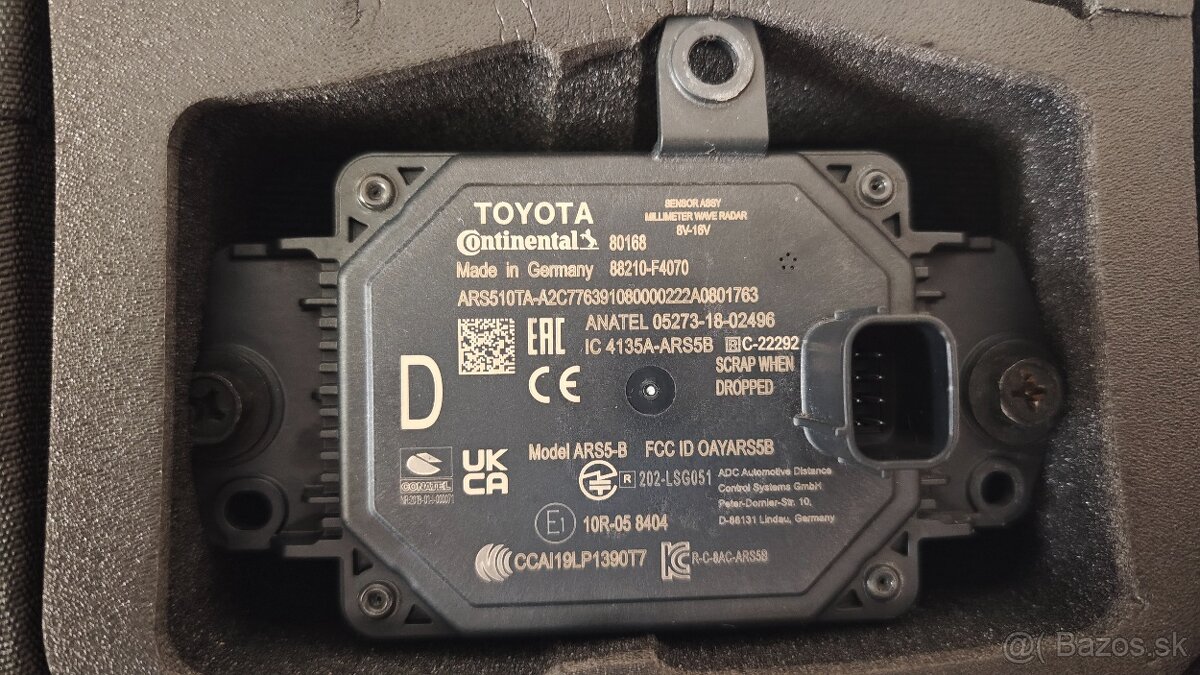 TOYOTA
SENSOR ASSY
MILLIMETER WAVE RADAR
8V-16V
Continental 80168
Made in Germany 88210-F4070
ARS510TA-A2C776391080000222A0801763
EAC ANATEL 05273-18-02496
IC 4135A-ARS5B R C-22292
CE
SCRAP WHEN
DROPPED
D
Model ARS5-B FCC ID OAYARS5B
CONATEL
UK
CA
R 202-LSG051
ADC Automotive Distance
Control Systems GmbH
Peter-Dornier-Str. 10,
D-88131 Lindau, Germany
E1 10R-05 8404
CCAI19LP1390T7
R-C-8AC-ARS5B
@( Bazos.sk